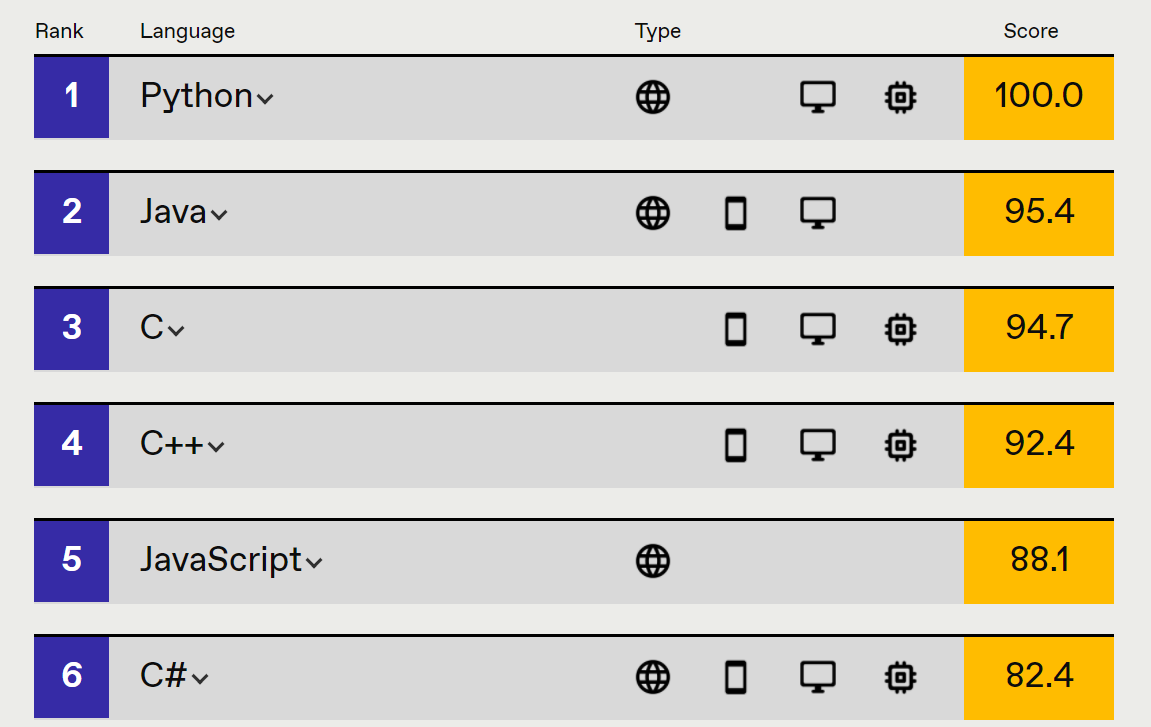 Rank Language Type Score
1 Python 100.0
2 Java 95.4
3 C 94.7
4 C++ 92.4
5 JavaScript 88.1
6 C# 82.4